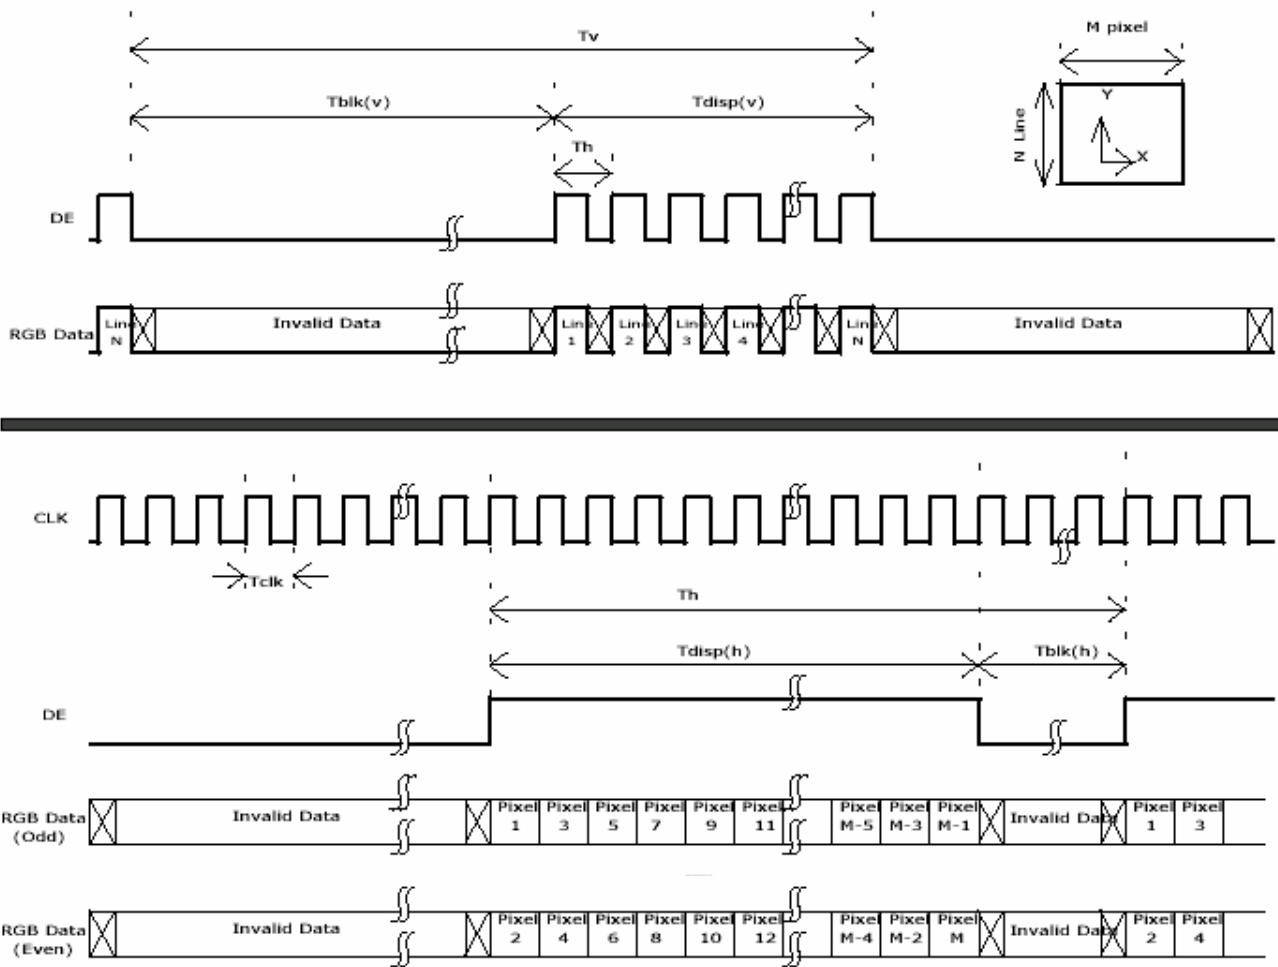 Tv
M pixel
Tblk(v)
Tdisp(v)
Y
X
N Line
Th
DE
RGB Data
Line N
Invalid Data
Line 1
Line 2
Line 3
Line 4
Line N
Invalid Data
CLK
Tclk
Th
Tdisp(h)
Tblk(h)
DE
RGB Data (Odd)
Invalid Data
Pixel 1
Pixel 3
Pixel 5
Pixel 7
Pixel 9
Pixel 11
Pixel M-5
Pixel M-3
Pixel M-1
Invalid Data
Pixel 1
Pixel 3
RGB Data (Even)
Invalid Data
Pixel 2
Pixel 4
Pixel 6
Pixel 8
Pixel 10
Pixel 12
Pixel M-4
Pixel M-2
Pixel M
Invalid Data
Pixel 2
Pixel 4